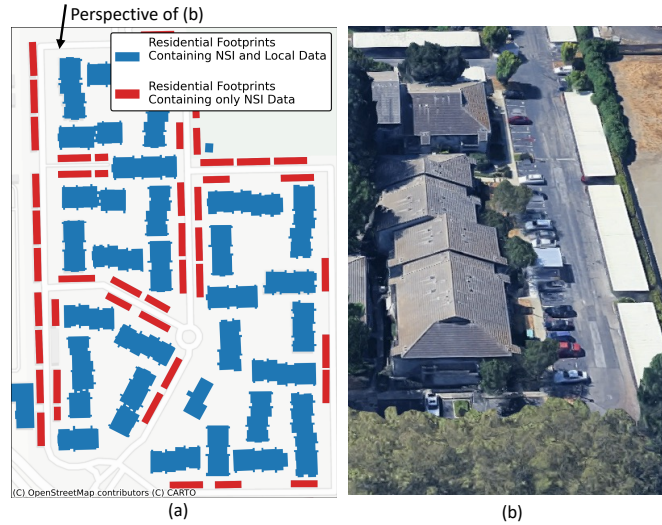 Perspective of (b)
Residential Footprints
Containing NSI and Local Data
Residential Footprints
Containing only NSI Data
(C) OpenStreetMap contributors (C) CARTO
(a)
(b)